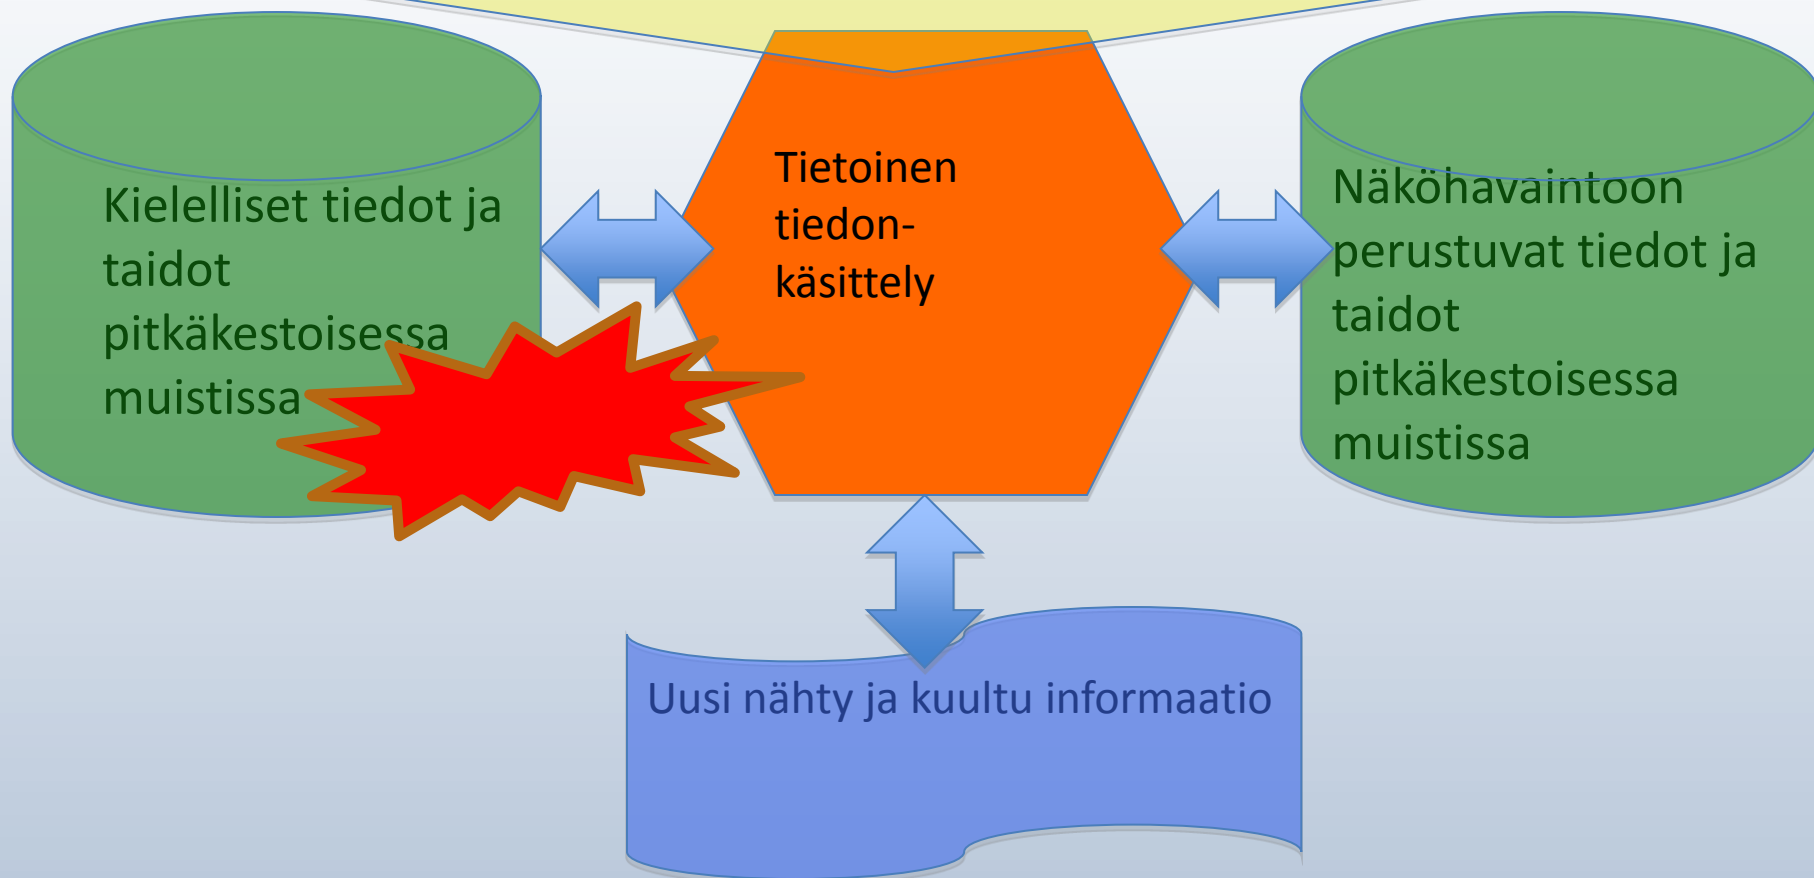 Kielelliset tiedot ja
taidot
pitkäkestoisessa
muistissa
Tietoinen
tiedon-
käsittely
Näköhavaintoon
perustuvat tiedot ja
taidot
pitkäkestoisessa
muistissa
Uusi nähty ja kuultu informaatio